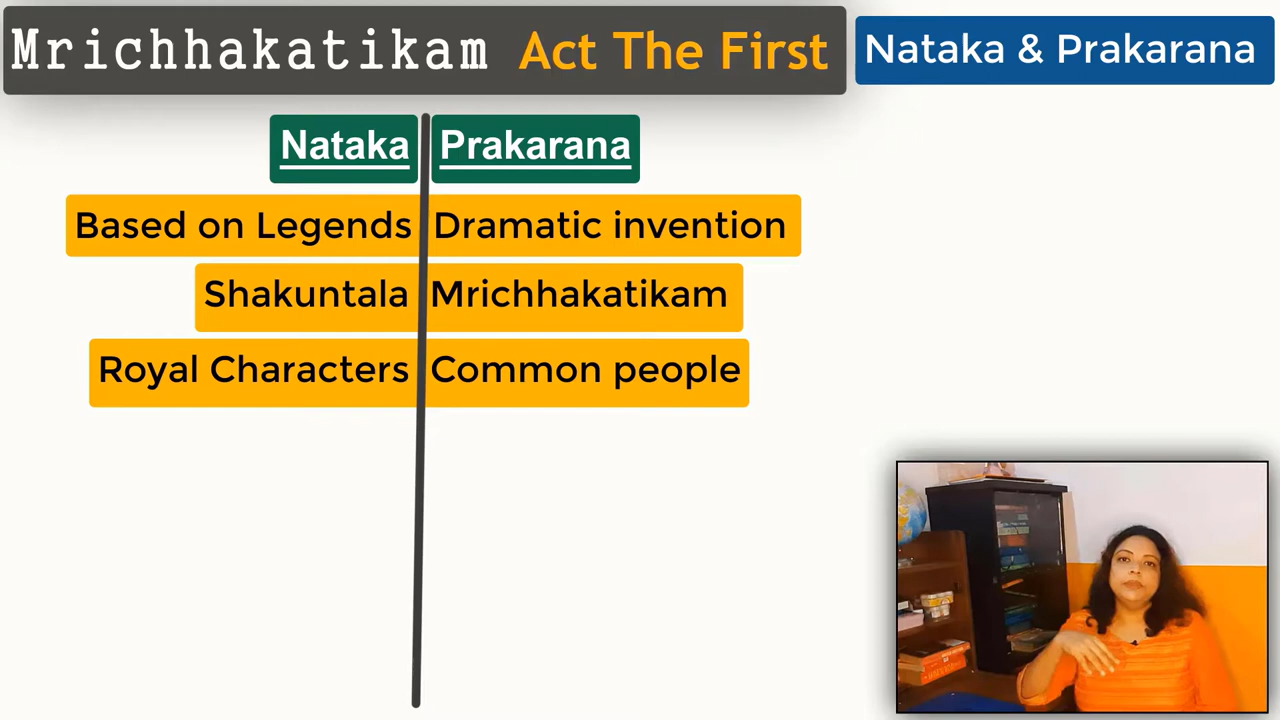 Mrichhakatikam Act The First
Nataka & Prakarana
Nataka Prakarana
Based on Legends Dramatic invention
Shakuntala Mrichhakatikam
Royal Characters Common people